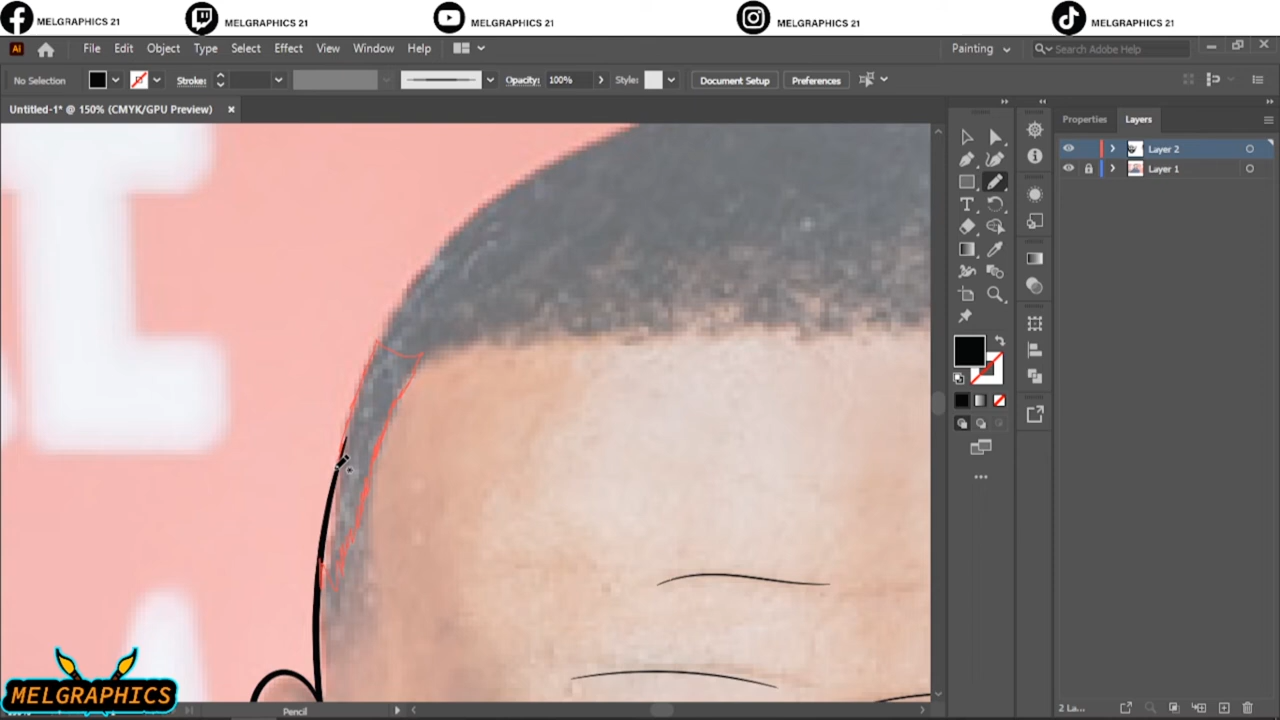 MELGRAPHICS 21
MELGRAPHICS 21
MELGRAPHICS 21
MELGRAPHICS 21
MELGRAPHICS 21
Ai File Edit Object Type Select Effect View Window Help Painting Search Adobe Help
No Selection Stroke: Opacity: 100% Style: Document Setup Preferences
Untitled-1* @ 150% (CMYK/GPU Preview)
Properties Layers
Layer 2
Layer 1
MELGRAPHICS
Pencil
2 La...